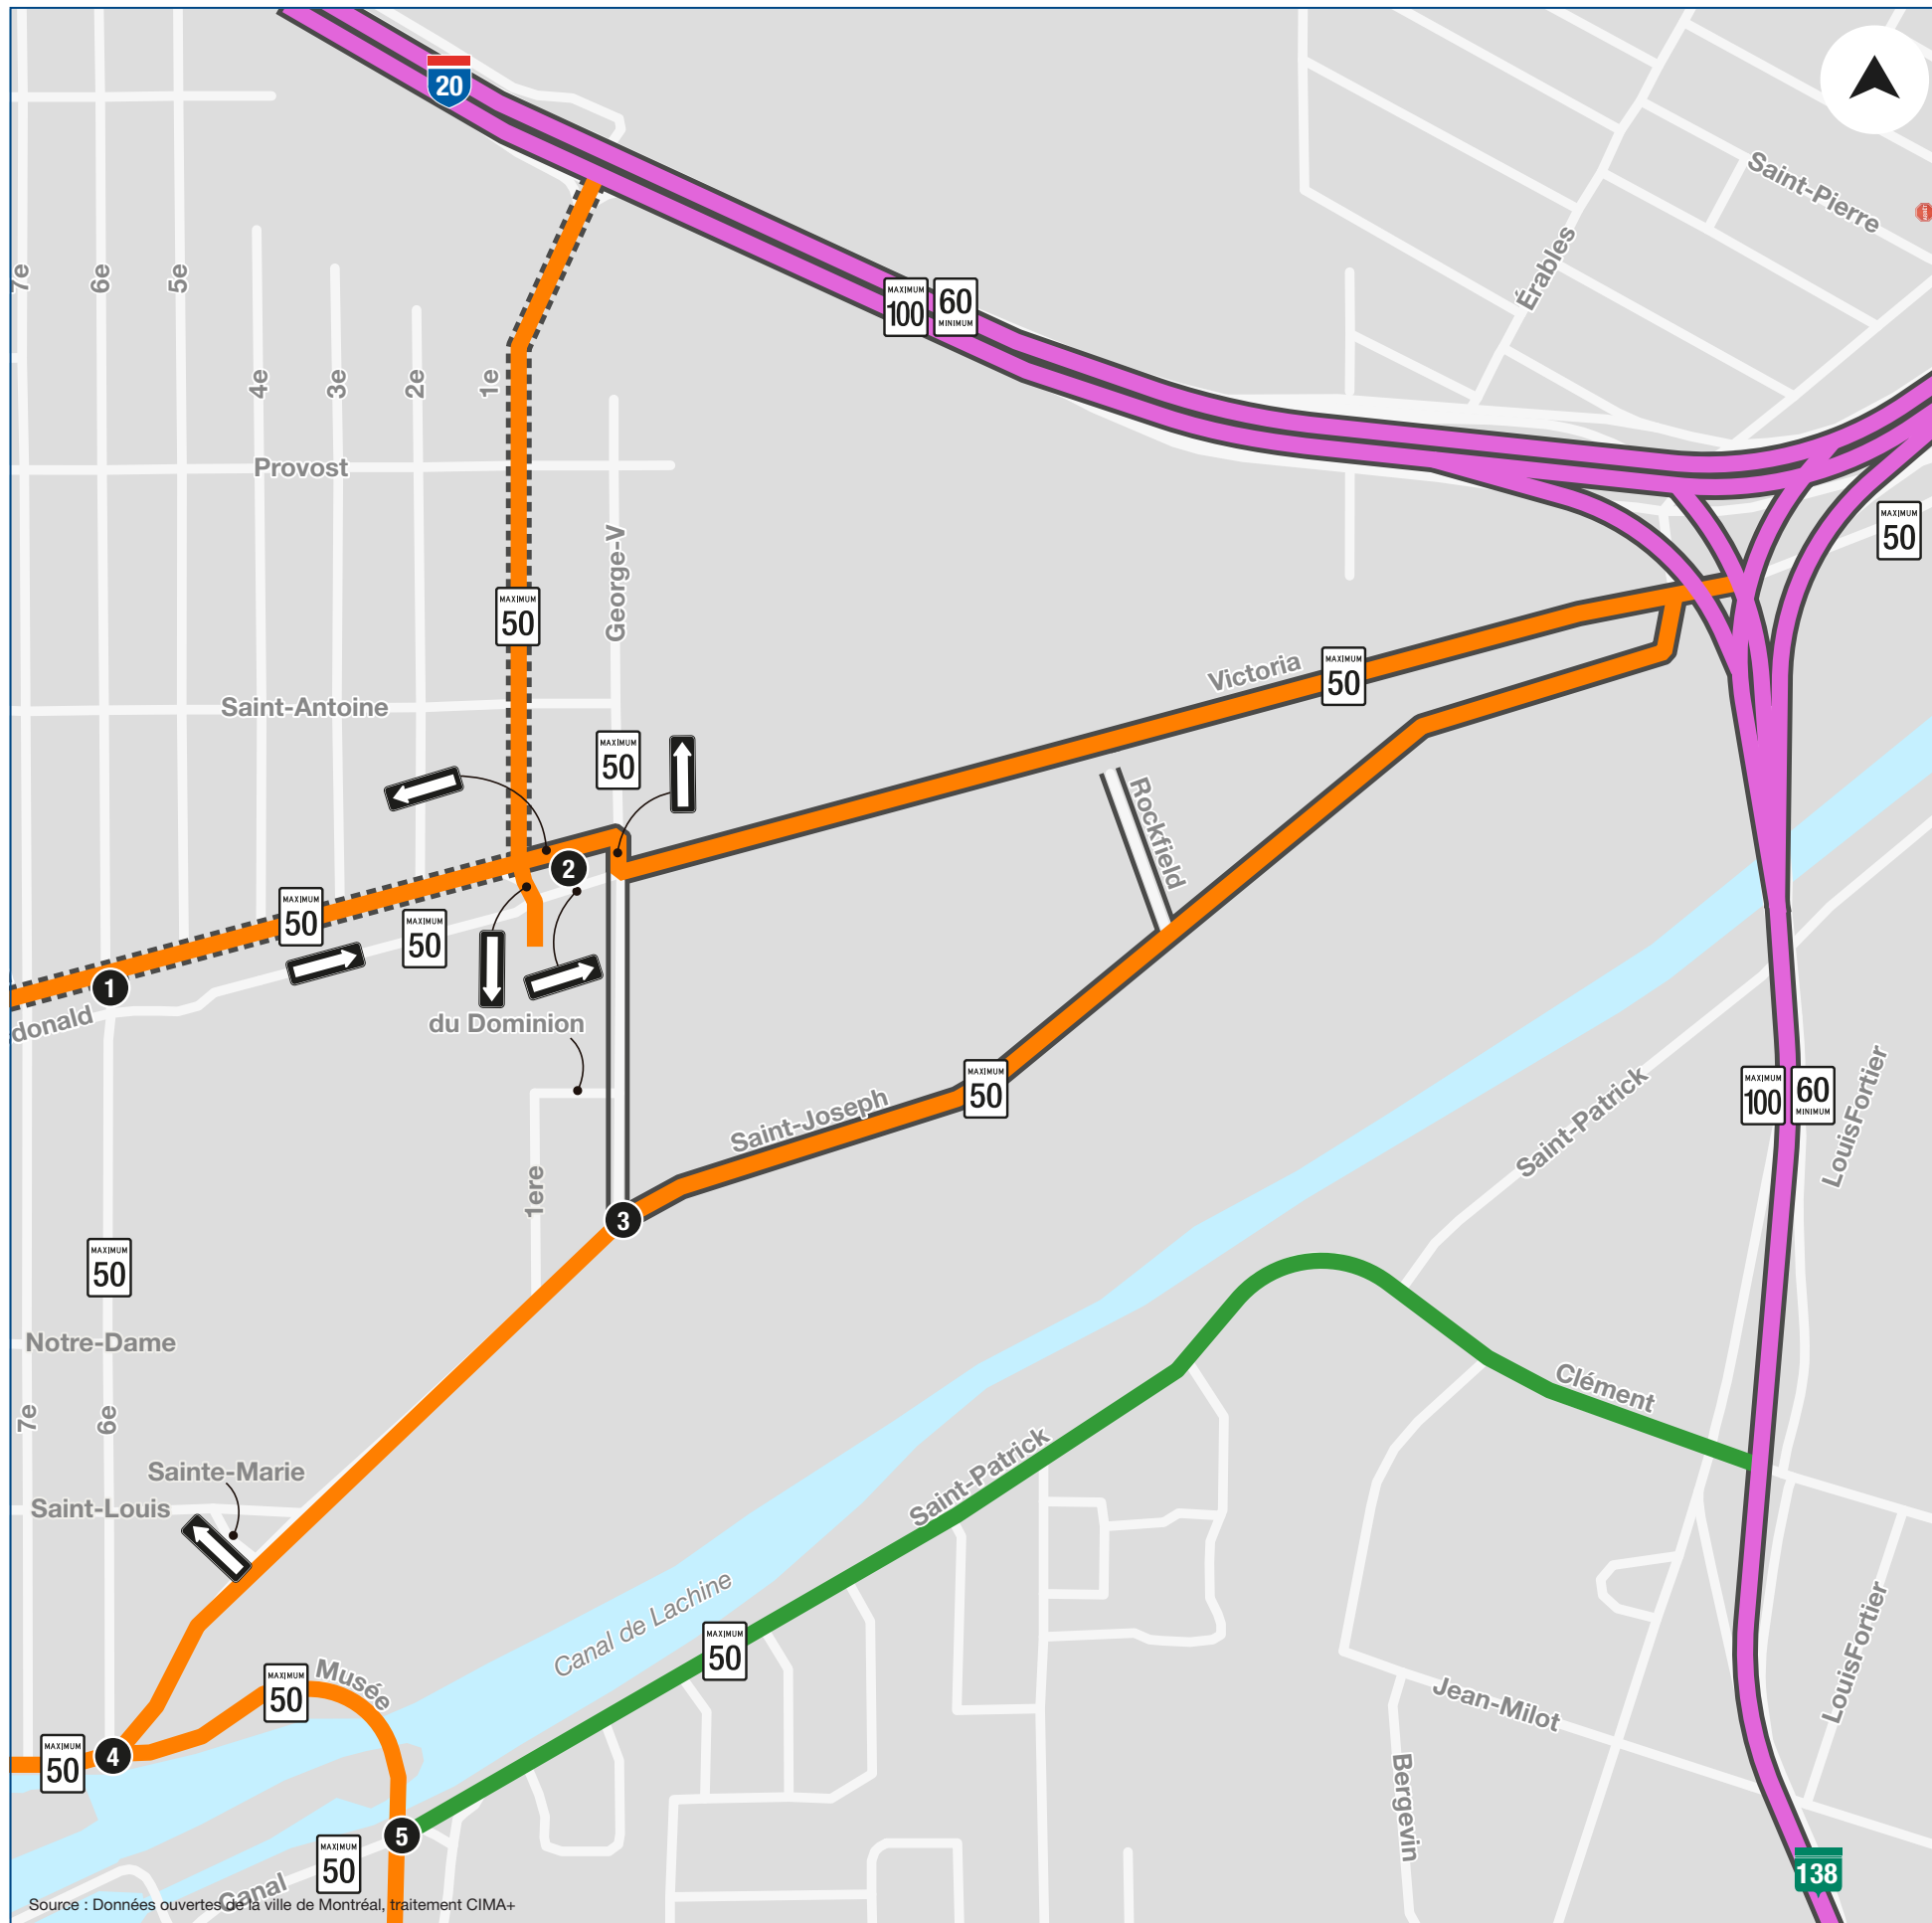 20
Saint-Pierre
Érables
7e
6e
5e
4e
3e
2e
1e
MAXIMUM
100
60
MINIMUM
Provost
George-V
MAXIMUM
50
MAXIMUM
50
Victoria
MAXIMUM
50
Saint-Antoine
MAXIMUM
50
Rockfield
2
MAXIMUM
50
MAXIMUM
50
1
donald
du Dominion
MAXIMUM
50
Saint-Joseph
MAXIMUM
100
60
MINIMUM
LouisFortier
Saint-Patrick
1ere
3
MAXIMUM
50
Notre-Dame
7e
6e
Clément
Sainte-Marie
Saint-Louis
Saint-Patrick
Canal de Lachine
MAXIMUM
50
Musée
MAXIMUM
50
LouisFortier
Jean-Milot
MAXIMUM
50
4
Bergevin
5
MAXIMUM
50
138
Canal
Source : Données ouvertes de la ville de Montréal, traitement CIMA+